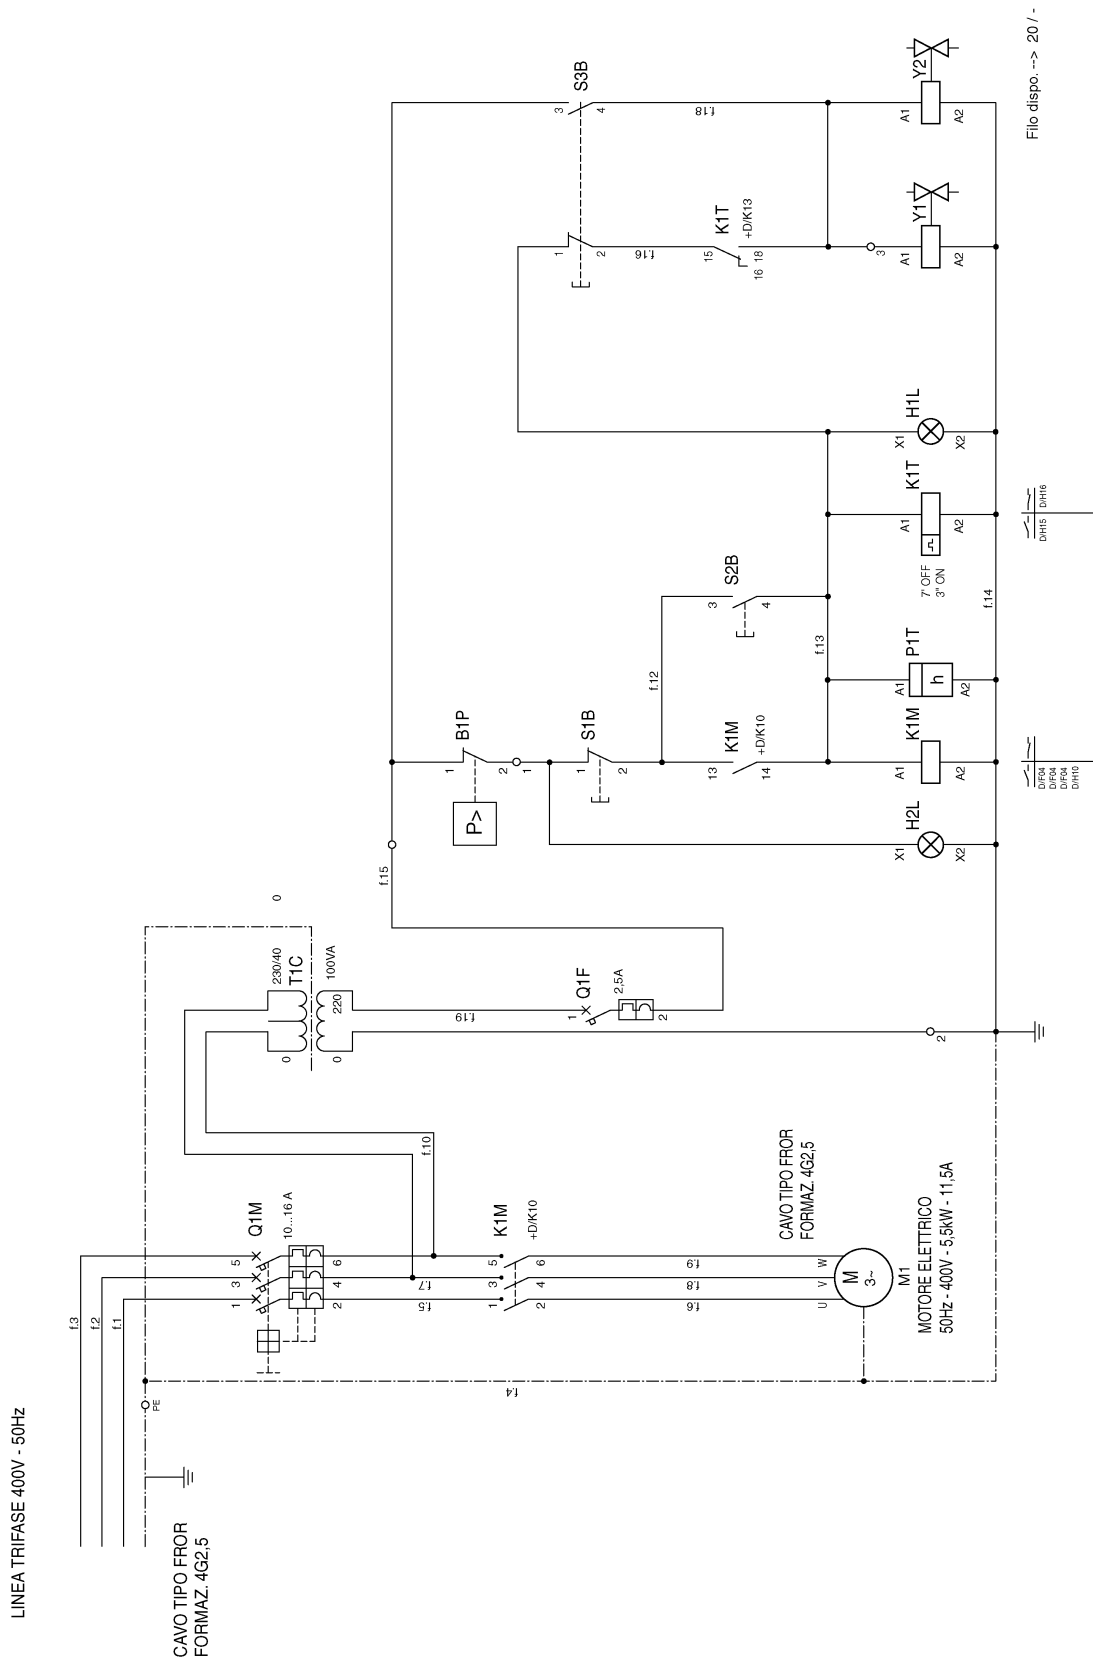 LINEA TRIFASE 400V - 50Hz
CAVO TIPO FROR
FORMAZ. 4G2,5
f.3
f.2
f.1
PE
f.4
Q1M
10...16 A
1
3
5
2
4
6
f.5
f.7
f.10
K1M
+D/K10
1
3
5
2
4
6
f.6
f.8
f.9
U
V
W
M
3~
M1
MOTORE ELETTRICO
50Hz - 400V - 5,5kW - 11,5A
CAVO TIPO FROR
FORMAZ. 4G2,5
0
230/40
T1C
0
220
100VA
0
f.19
Q1F
2,5A
1
2
2
f.15
B1P
P>
1
2
1
S1B
1
2
f.12
K1M
+D/K10
13
14
S2B
3
4
f.13
H2L
X1
X2
K1M
A1
A2
P1T
h
A1
A2
K1T
A1
A2
7' OFF
3" ON
H1L
X1
X2
f.14
S3B
1
2
3
4
f.16
f.18
K1T
+D/K13
15
16
18
3
Y1
A1
A2
Y2
A1
A2
D/F04
D/F04
D/F04
D/H10
D/H15
D/H16
Filo dispo. --> 20 / -